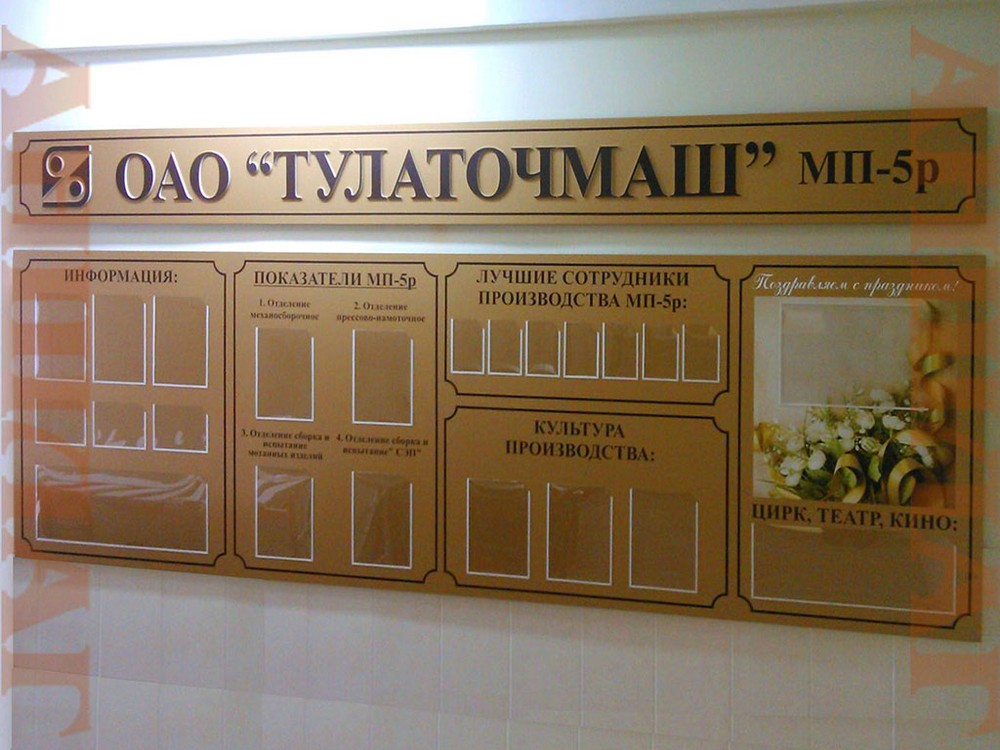 ОАО “ТУЛАТОЧМАШ” МП-5р
ИНФОРМАЦИЯ:
ПОКАЗАТЕЛИ МП-5р
1. Отделение
механосборочное
2. Отделение
прессово-намоточное
3. Отделение сборка и
испытание
мотанных изделий
4. Отделение сборка и
испытание" С ЭП"
ЛУЧШИЕ СОТРУДНИКИ
ПРОИЗВОДСТВА МП-5р:
КУЛЬТУРА
ПРОИЗВОДСТВА:
Поздравляем с праздником!
ЦИРК, ТЕАТР, КИНО: